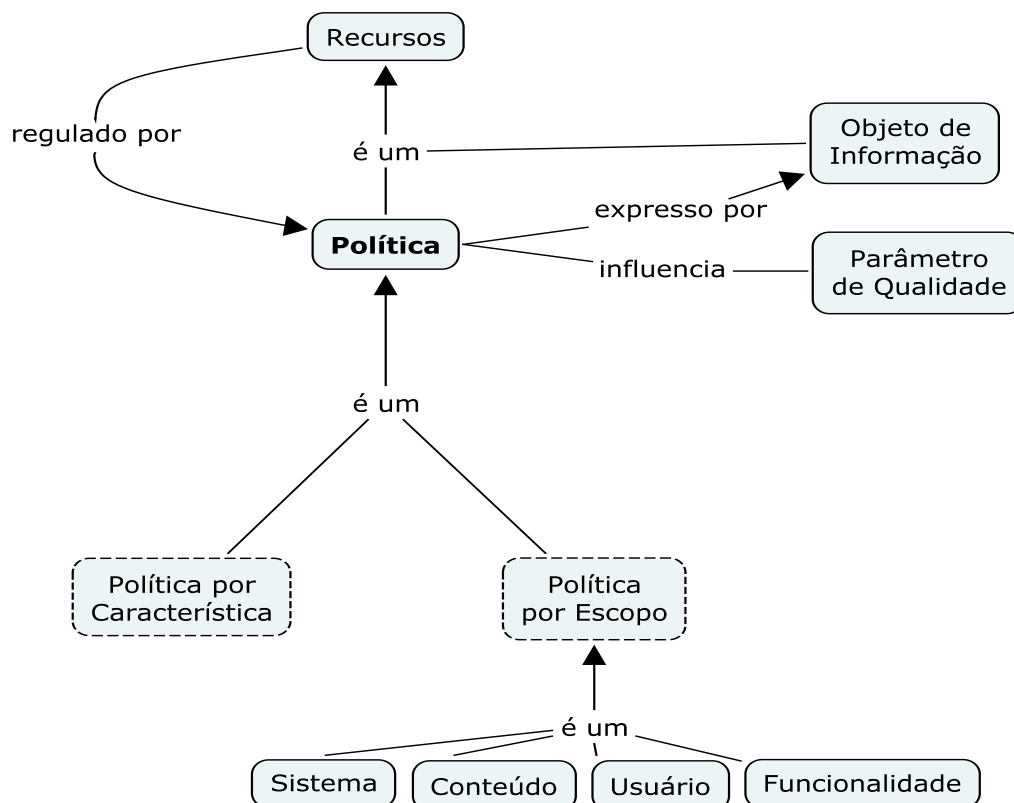 Recursos
regulado por
é um
Objeto de
Informação
expresso por
Política
influencia
Parâmetro
de Qualidade
é um
Política por
Característica
Política
por Escopo
é um
Sistema
Conteúdo
Usuário
Funcionalidade